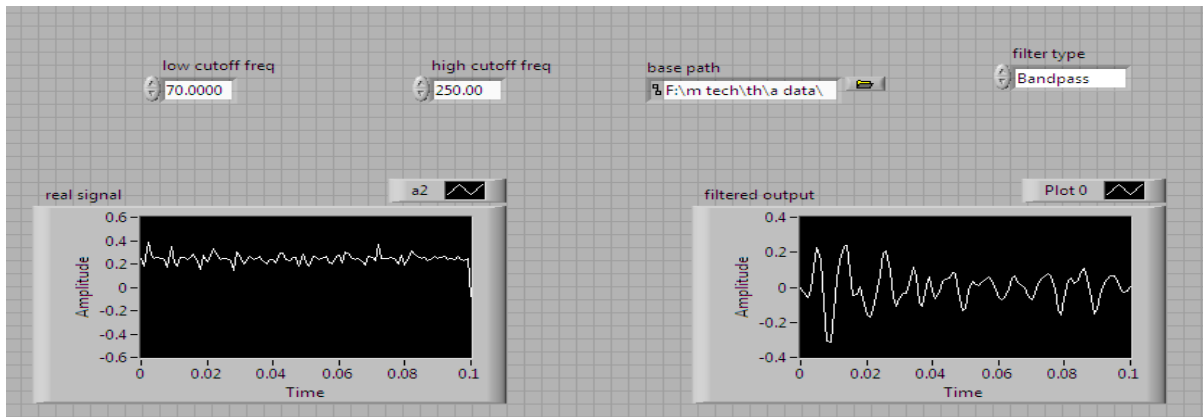 low cutoff freq
70.0000
high cutoff freq
250.00
base path
F:\m tech\th\a data\
filter type
Bandpass
real signal
a2
0.6
0.4
0.2
0
-0.2
-0.4
-0.6
Amplitude
0 0.02 0.04 0.06 0.08 0.1
Time
filtered output
Plot 0
0.4
0.2
0
-0.2
-0.4
Amplitude
0 0.02 0.04 0.06 0.08 0.1
Time